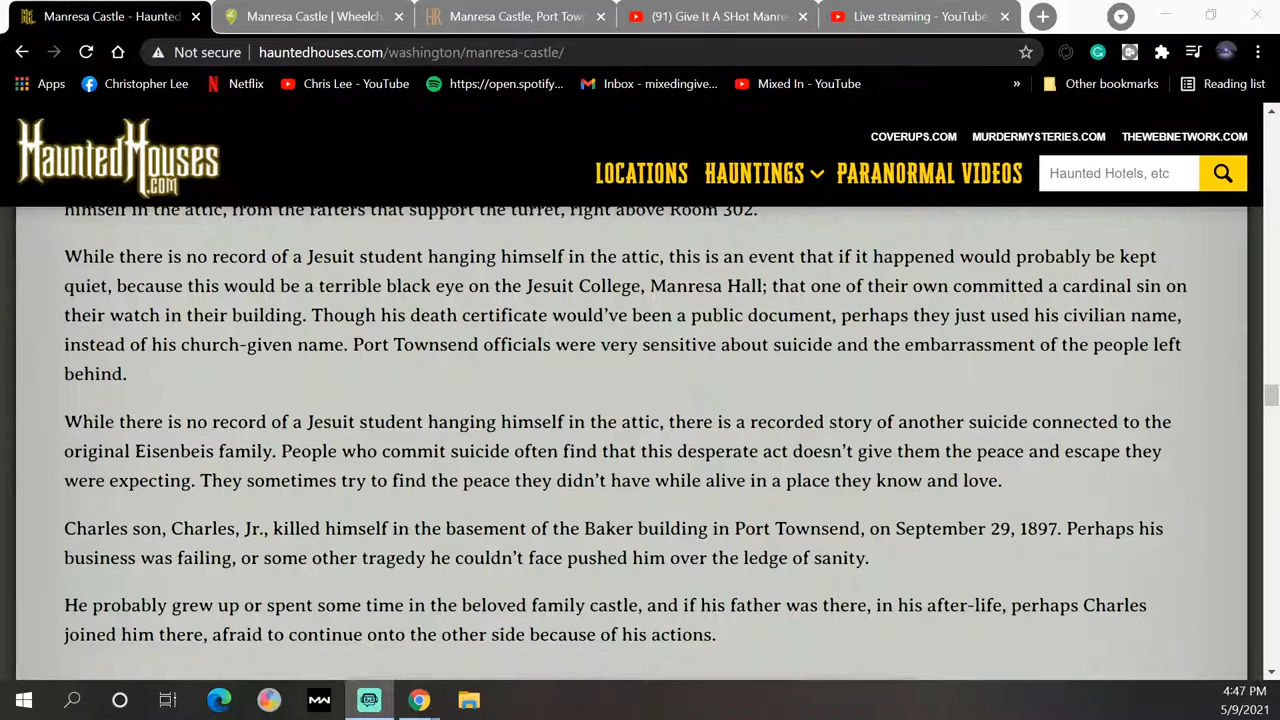 Manresa Castle - Haunted
Manresa Castle | Wheelch
Manresa Castle, Port Tow
(91) Give It A SHot Manre
Live streaming - YouTube
Not secure
hauntedhouses.com/washington/manresa-castle/
Apps
Christopher Lee
Netflix
Chris Lee - YouTube
https://open.spotify...
Inbox - mixedingive...
Mixed In - YouTube
»
Other bookmarks
Reading list
HauntedHouses.com
COVERUPS.COM MURDERMYSTERIES.COM THEWEBNETWORK.COM
LOCATIONS HAUNTINGS PARANORMAL VIDEOS
Haunted Hotels, etc
himself in the attic, from the rafters that support the turret, right above Room 302.
While there is no record of a Jesuit student hanging himself in the attic, this is an event that if it happened would probably be kept
quiet, because this would be a terrible black eye on the Jesuit College, Manresa Hall; that one of their own committed a cardinal sin on
their watch in their building. Though his death certificate would've been a public document, perhaps they just used his civilian name,
instead of his church-given name. Port Townsend officials were very sensitive about suicide and the embarrassment of the people left
behind.
While there is no record of a Jesuit student hanging himself in the attic, there is a recorded story of another suicide connected to the
original Eisenbeis family. People who commit suicide often find that this desperate act doesn't give them the peace and escape they
were expecting. They sometimes try to find the peace they didn't have while alive in a place they know and love.
Charles son, Charles, Jr., killed himself in the basement of the Baker building in Port Townsend, on September 29, 1897. Perhaps his
business was failing, or some other tragedy he couldn't face pushed him over the ledge of sanity.
He probably grew up or spent some time in the beloved family castle, and if his father was there, in his after-life, perhaps Charles
joined him there, afraid to continue onto the other side because of his actions.
MW
4:47 PM
5/9/2021